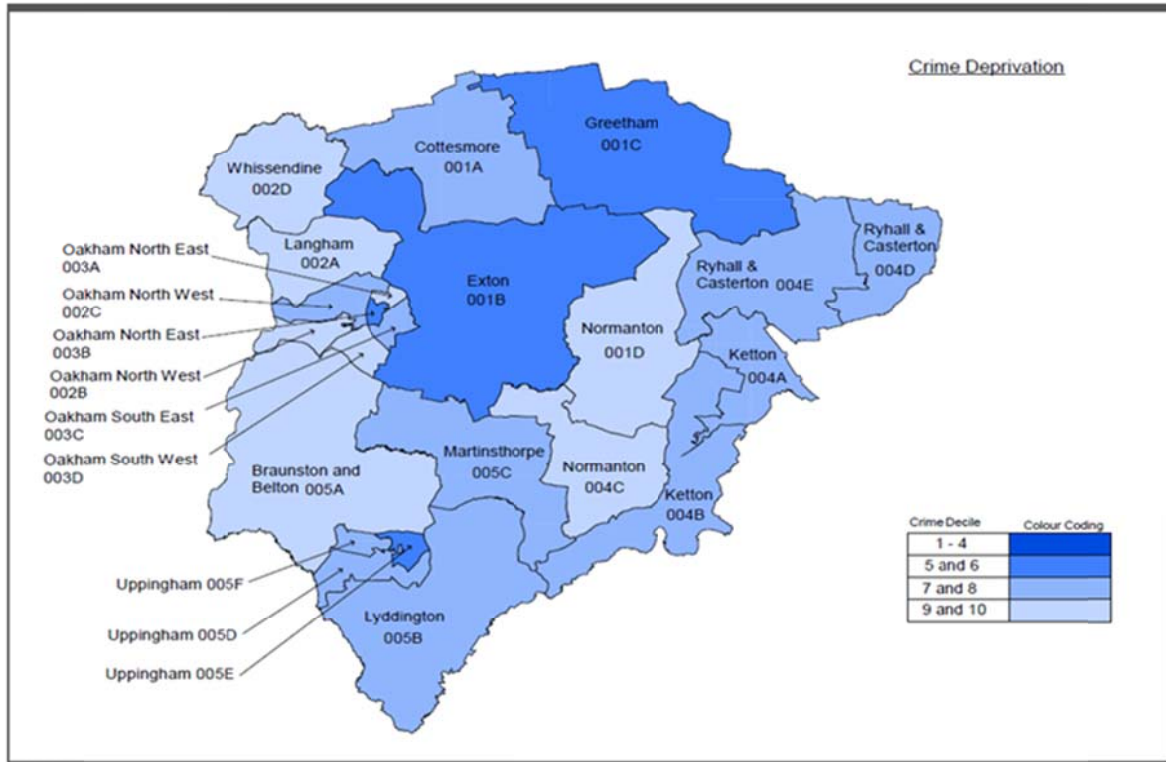 Crime Deprivation
Greetham
001C
Cottesmore
001A
Whissendine
002D
Ryhall &
Casterton
004D
Oakham North East
003A
Langham
002A
Exton
001B
Ryhall &
Casterton 004E
Oakham North West
002C
Normanton
001D
Oakham North East
003B
Ketton
004A
Oakham North West
002B
Oakham South East
003C
Oakham South West
003D
Martinsthorpe
005C
Braunston and
Belton 005A
Normanton
004C
Ketton
004B
Crime Decile Colour Coding
1 - 4
5 and 6
7 and 8
9 and 10
Uppingham 005F
Lyddington
005B
Uppingham 005D
Uppingham 005E